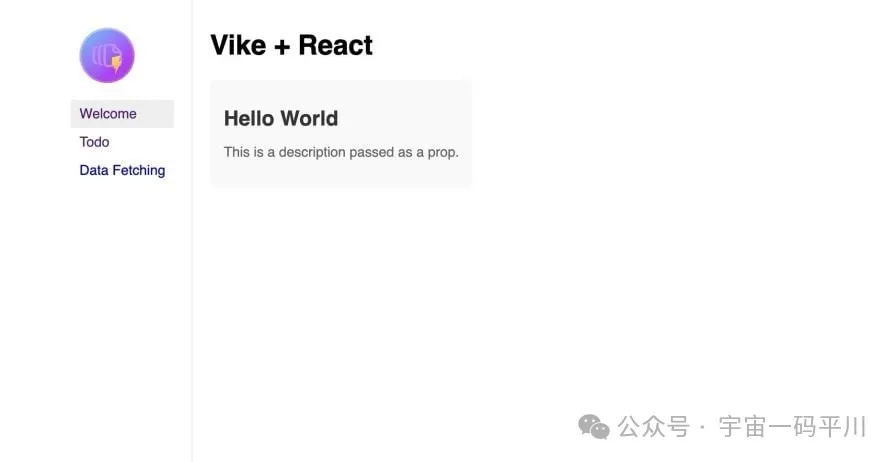 Welcome
Todo
Data Fetching
Vike + React
Hello World
This is a description passed as a prop.
公众号 · 宇宙一码平川